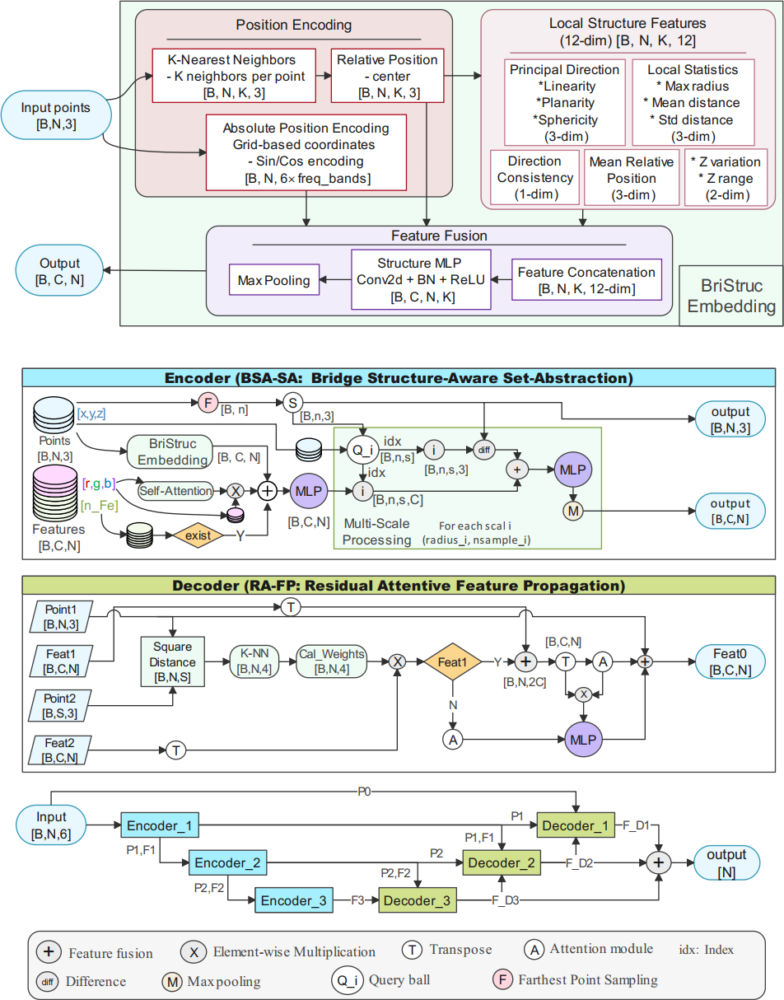 Position Encoding
K-Nearest Neighbors
- K neighbors per point
[B, N, K, 3]
Relative Position
- center
[B, N, K, 3]
Input points
[B,N,3]
Absolute Position Encoding
Grid-based coordinates
- Sin/Cos encoding
[B, N, 6× freq_bands]
Local Structure Features
(12-dim) [B, N, K, 12]
Principal Direction
*Linearity
*Planarity
*Sphericity
(3-dim)
Local Statistics
* Max radius
* Mean distance
* Std distance
(3-dim)
Direction
Consistency
(1-dim)
Mean Relative
Position
(3-dim)
* Z variation
* Z range
(2-dim)
Feature Fusion
Output
[B, C, N]
Max Pooling
Structure MLP
Conv2d + BN + ReLU
[B, C, N, K]
Feature Concatenation
[B, N, K, 12-dim]
BriStruc
Embedding
Encoder (BSA-SA: Bridge Structure-Aware Set-Abstraction)
[x,y,z]
Points
[B,N,3]
F
[B, n]
S
[B,n,3]
output
[B,N,3]
BriStruc
Embedding
[B, C, N]
Q_i
idx
[B,n,s]
i
[B,n,s,3]
diff
+
MLP
idx
[r,g,b]
Self-Attention
X
+
MLP
[B,C,N]
i
[B,n,s,C]
M
output
[B,C,N]
[n_Fe]
Features
[B,C,N]
exist
Y
Multi-Scale
Processing
For each scal i
(radius_i, nsample_i)
Decoder (RA-FP: Residual Attentive Feature Propagation)
Point1
[B,N,3]
T
Feat1
[B,C,N]
Square
Distance
[B,N,S]
K-NN
[B,N,4]
Cal_Weights
[B,N,4]
X
Feat1
Y
+
[B,N,2C]
[B,C,N]
T
A
+
Feat0
[B,C,N]
X
Point2
[B,S,3]
N
A
MLP
Feat2
[B,C,N]
T
P0
Input
[B,N,6]
Encoder_1
P1
Decoder_1
F_D1
P1,F1
P1,F1
Encoder_2
P2
Decoder_2
F_D2
+
output
[N]
P2,F2
P2,F2
Encoder_3
F3
Decoder_3
F_D3
+ Feature fusion
X Element-wise Multiplication
T Transpose
A Attention module
idx: Index
diff Difference
M Maxpooling
Q_i Query ball
F Farthest Point Sampling